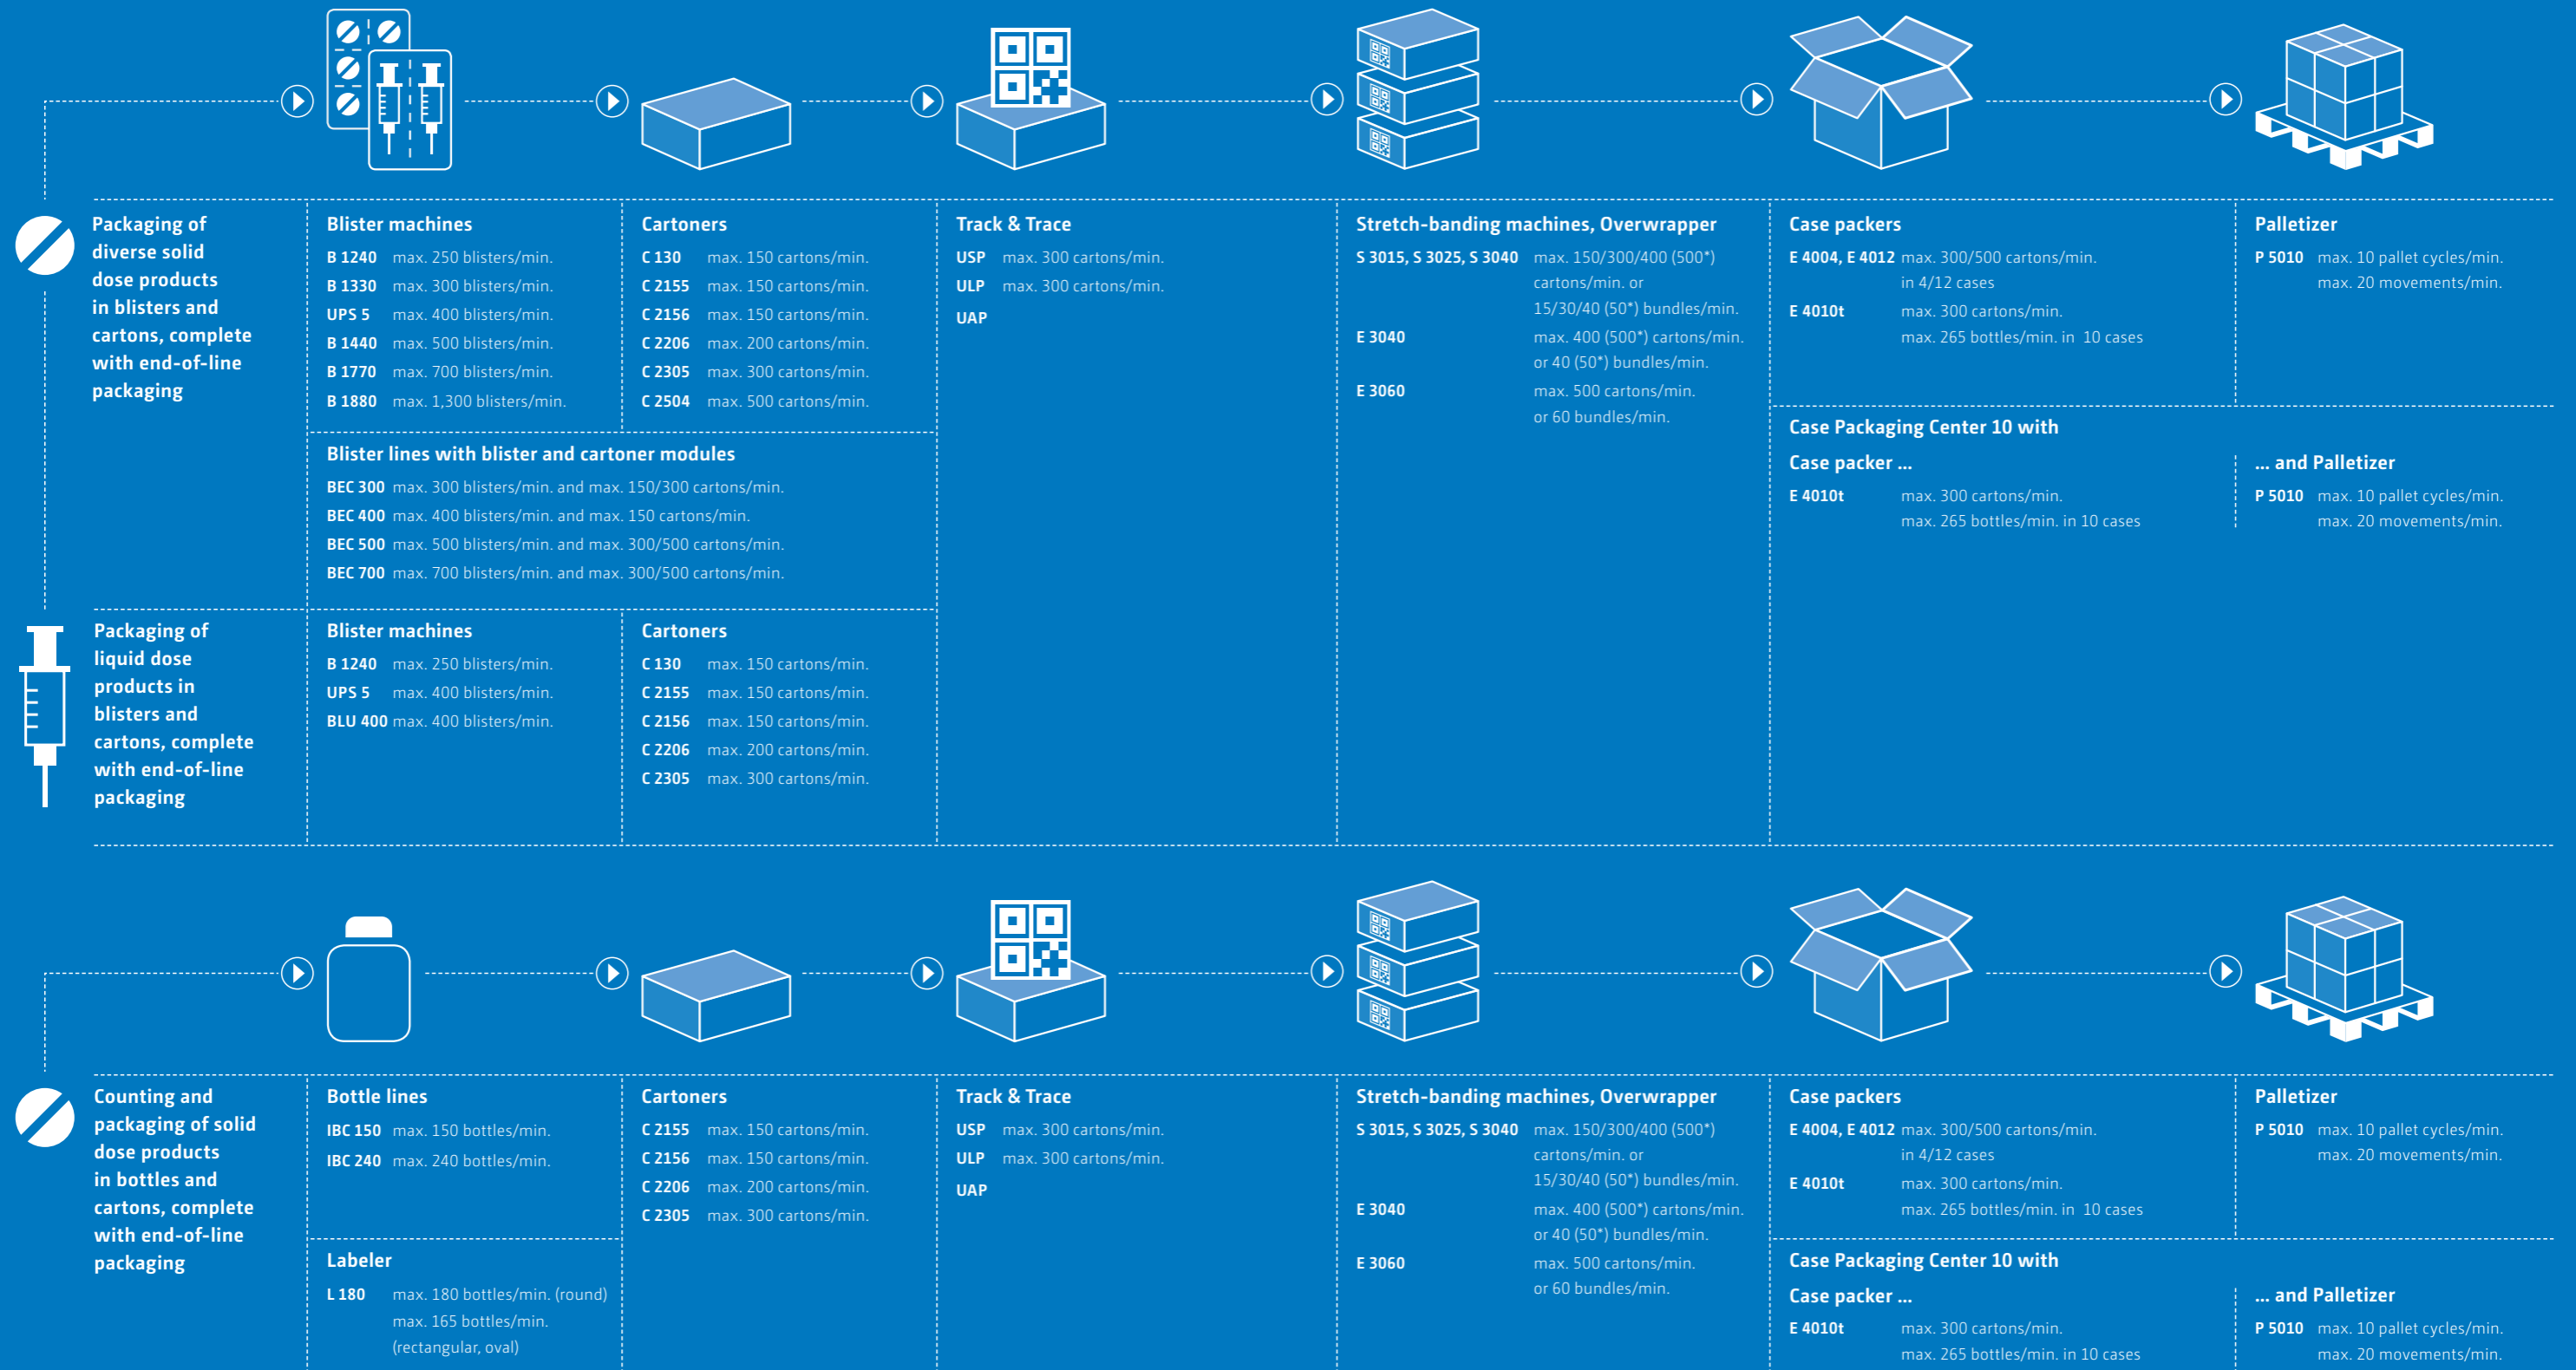 Packaging of
diverse solid
dose products
in blisters and
cartons, complete
with end-of-line
packaging
Blister machines
B 1240 max. 250 blisters/min.
B 1330 max. 300 blisters/min.
UPS 5 max. 400 blisters/min.
B 1440 max. 500 blisters/min.
B 1770 max. 700 blisters/min.
B 1880 max. 1,300 blisters/min.
Cartoners
C 130 max. 150 cartons/min.
C 2155 max. 150 cartons/min.
C 2156 max. 150 cartons/min.
C 2206 max. 200 cartons/min.
C 2305 max. 300 cartons/min.
C 2504 max. 500 cartons/min.
Blister lines with blister and cartoner modules
BEC 300 max. 300 blisters/min. and max. 150/300 cartons/min.
BEC 400 max. 400 blisters/min. and max. 150 cartons/min.
BEC 500 max. 500 blisters/min. and max. 300/500 cartons/min.
BEC 700 max. 700 blisters/min. and max. 300/500 cartons/min.
Track & Trace
USP max. 300 cartons/min.
ULP max. 300 cartons/min.
UAP
Stretch-banding machines, Overwrapper
S 3015, S 3025, S 3040 max. 150/300/400 (500*)
cartons/min. or
15/30/40 (50*) bundles/min.
E 3040 max. 400 (500*) cartons/min.
or 40 (50*) bundles/min.
E 3060 max. 500 cartons/min.
or 60 bundles/min.
Case packers
E 4004, E 4012 max. 300/500 cartons/min.
in 4/12 cases
E 4010t max. 300 cartons/min.
max. 265 bottles/min. in 10 cases
Palletizer
P 5010 max. 10 pallet cycles/min.
max. 20 movements/min.
Case Packaging Center 10 with
Case packer ...
E 4010t max. 300 cartons/min.
max. 265 bottles/min. in 10 cases
... and Palletizer
P 5010 max. 10 pallet cycles/min.
max. 20 movements/min.
Packaging of
liquid dose
products in
blisters and
cartons, complete
with end-of-line
packaging
Blister machines
B 1240 max. 250 blisters/min.
UPS 5 max. 400 blisters/min.
BLU 400 max. 400 blisters/min.
Cartoners
C 130 max. 150 cartons/min.
C 2155 max. 150 cartons/min.
C 2156 max. 150 cartons/min.
C 2206 max. 200 cartons/min.
C 2305 max. 300 cartons/min.
Counting and
packaging of solid
dose products
in bottles and
cartons, complete
with end-of-line
packaging
Bottle lines
IBC 150 max. 150 bottles/min.
IBC 240 max. 240 bottles/min.
Labeler
L 180 max. 180 bottles/min. (round)
max. 165 bottles/min.
(rectangular, oval)
Cartoners
C 2155 max. 150 cartons/min.
C 2156 max. 150 cartons/min.
C 2206 max. 200 cartons/min.
C 2305 max. 300 cartons/min.
Track & Trace
USP max. 300 cartons/min.
ULP max. 300 cartons/min.
UAP
Stretch-banding machines, Overwrapper
S 3015, S 3025, S 3040 max. 150/300/400 (500*)
cartons/min. or
15/30/40 (50*) bundles/min.
E 3040 max. 400 (500*) cartons/min.
or 40 (50*) bundles/min.
E 3060 max. 500 cartons/min.
or 60 bundles/min.
Case packers
E 4004, E 4012 max. 300/500 cartons/min.
in 4/12 cases
E 4010t max. 300 cartons/min.
max. 265 bottles/min. in 10 cases
Palletizer
P 5010 max. 10 pallet cycles/min.
max. 20 movements/min.
Case Packaging Center 10 with
Case packer ...
E 4010t max. 300 cartons/min.
max. 265 bottles/min. in 10 cases
... and Palletizer
P 5010 max. 10 pallet cycles/min.
max. 20 movements/min.